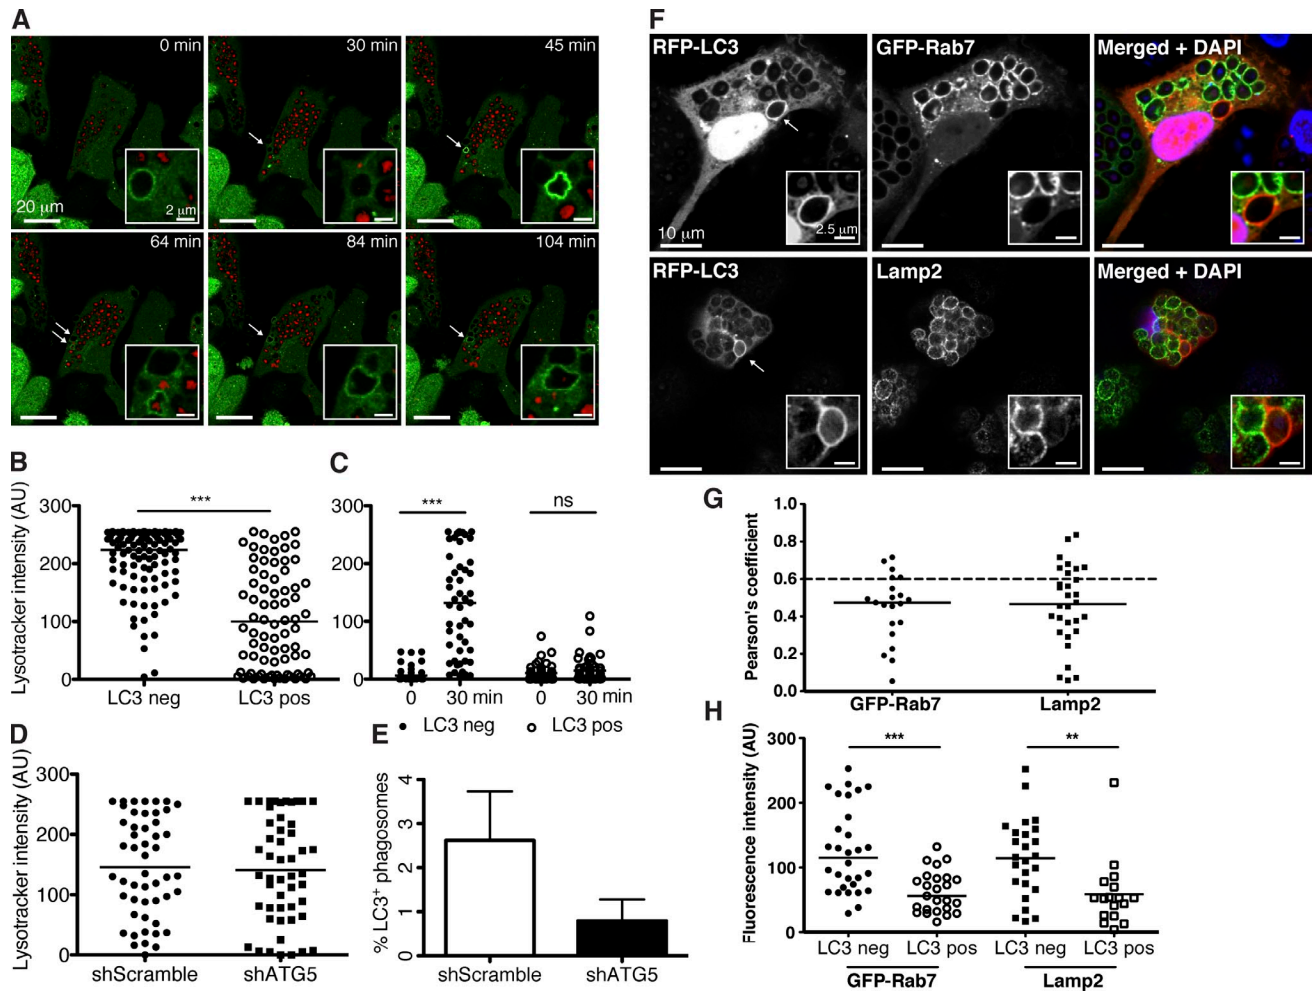 A
0 min
30 min
45 min
20 µm
2 µm
64 min
84 min
104 min
B
Lysotracker intensity (AU)
300
200
100
0
***
LC3 neg
LC3 pos
C
300
200
100
0
***
ns
0
30 min
0
30 min
LC3 neg
LC3 pos
D
Lysotracker intensity (AU)
300
200
100
0
shScramble
shATG5
E
% LC3⁺ phagosomes
4
3
2
1
0
shScramble
shATG5
F
RFP-LC3
GFP-Rab7
Merged + DAPI
10 µm
2.5 µm
RFP-LC3
Lamp2
Merged + DAPI
G
Pearson's coefficient
1.0
0.8
0.6
0.4
0.2
0.0
GFP-Rab7
Lamp2
H
Fluorescence intensity (AU)
300
200
100
0
***
**
LC3 neg
LC3 pos
LC3 neg
LC3 pos
GFP-Rab7
Lamp2